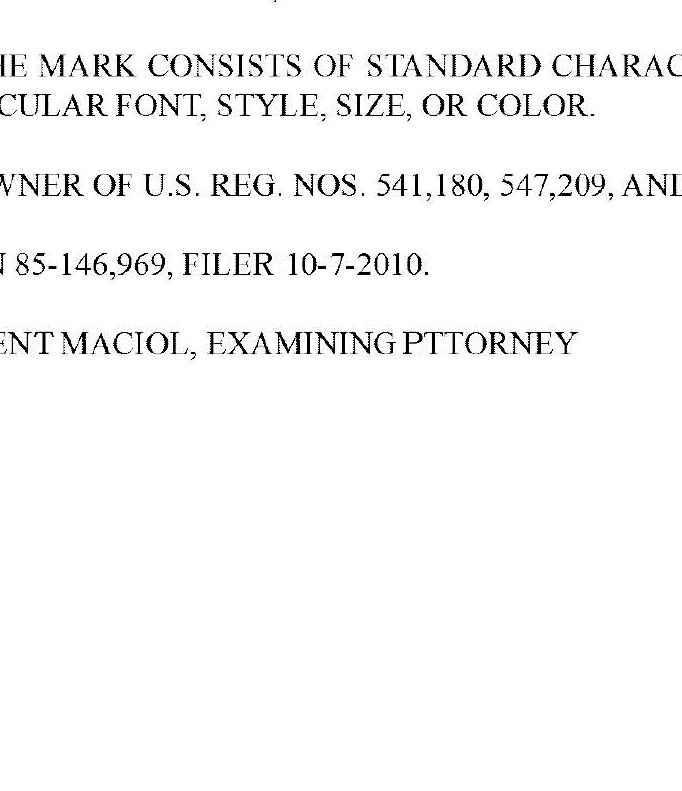 HE MARK CONSISTS OF STANDARD CHARAC
CULAR FONT, STYLE, SIZE, OR COLOR.
WNER OF U.S. REG. NOS. 541,180, 547,209, AND
N 85-146,969, FILER 10-7-2010.
ENT MACIOL, EXAMINING PTTORNEY